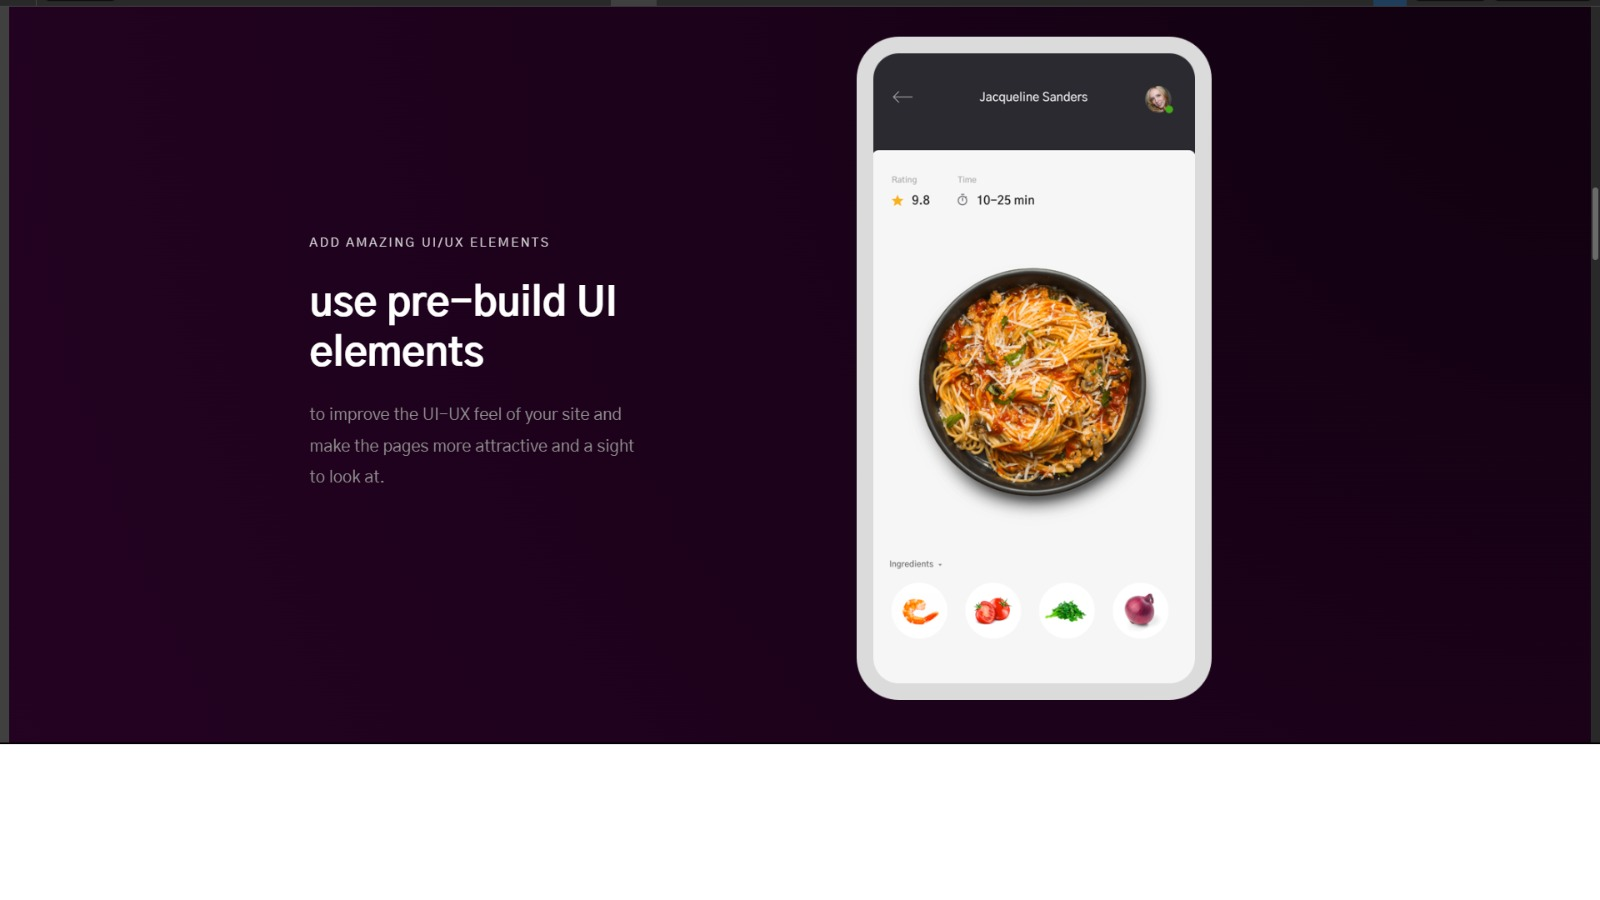 ADD AMAZING UI/UX ELEMENTS
use pre-build UI
elements
to improve the UI-UX feel of your site and
make the pages more attractive and a sight
to look at.
Jacqueline Sanders
Rating
Time
9.8
10-25 min
Ingredients